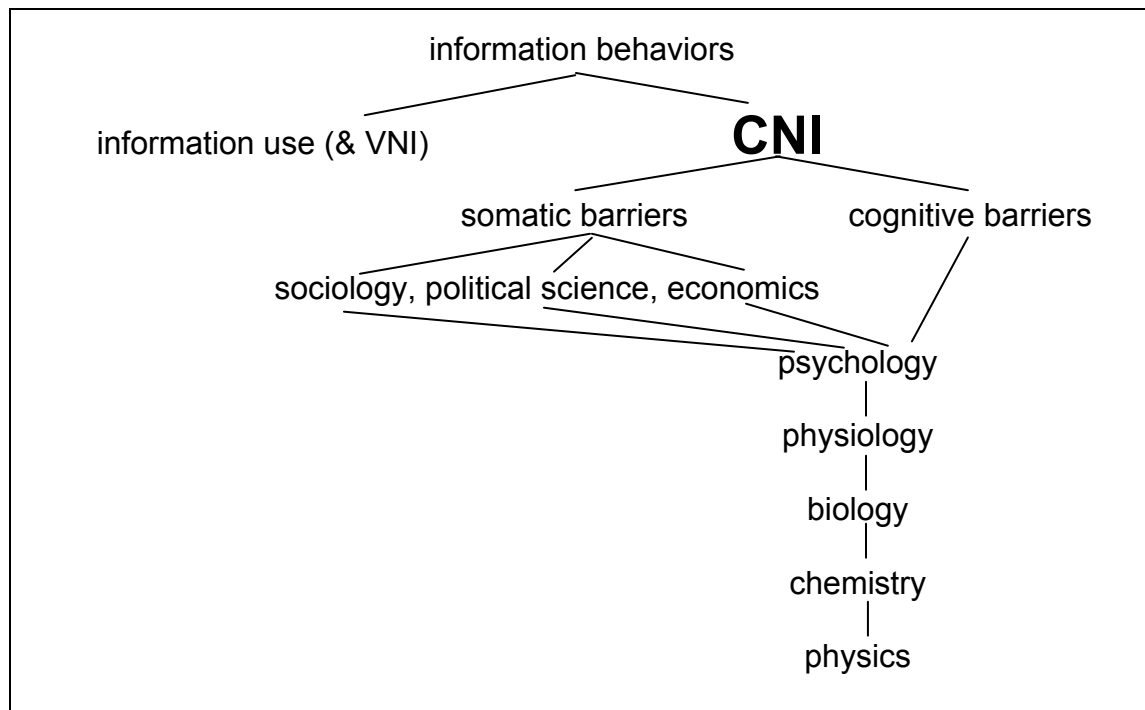 information behaviors
information use (& VNI)
CNI
somatic barriers
cognitive barriers
sociology, political science, economics
psychology
physiology
biology
chemistry
physics